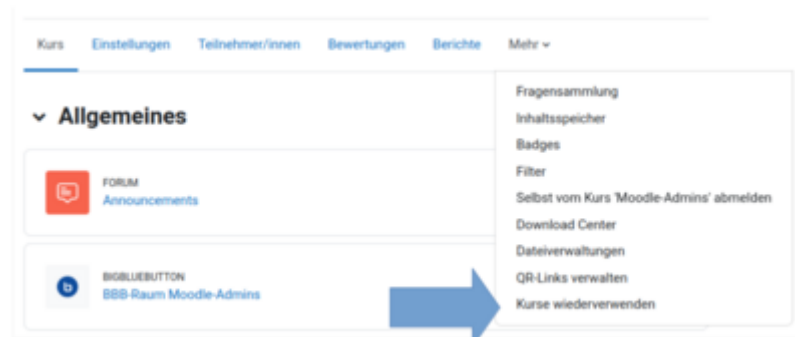 Kurs Einstellungen Teilnehmer/innen Bewertungen Berichte Mehr
Allgemeines
FORUM
Announcements
BIGBLUEBUTTON
BBB-Raum Moodle-Admins
Fragensammlung
Inhaltsspeicher
Badges
Filter
Selbst vom Kurs 'Moodle-Admins' abmelden
Download Center
Dateiverwaltungen
QR-Links verwalten
Kurse wiederverwenden